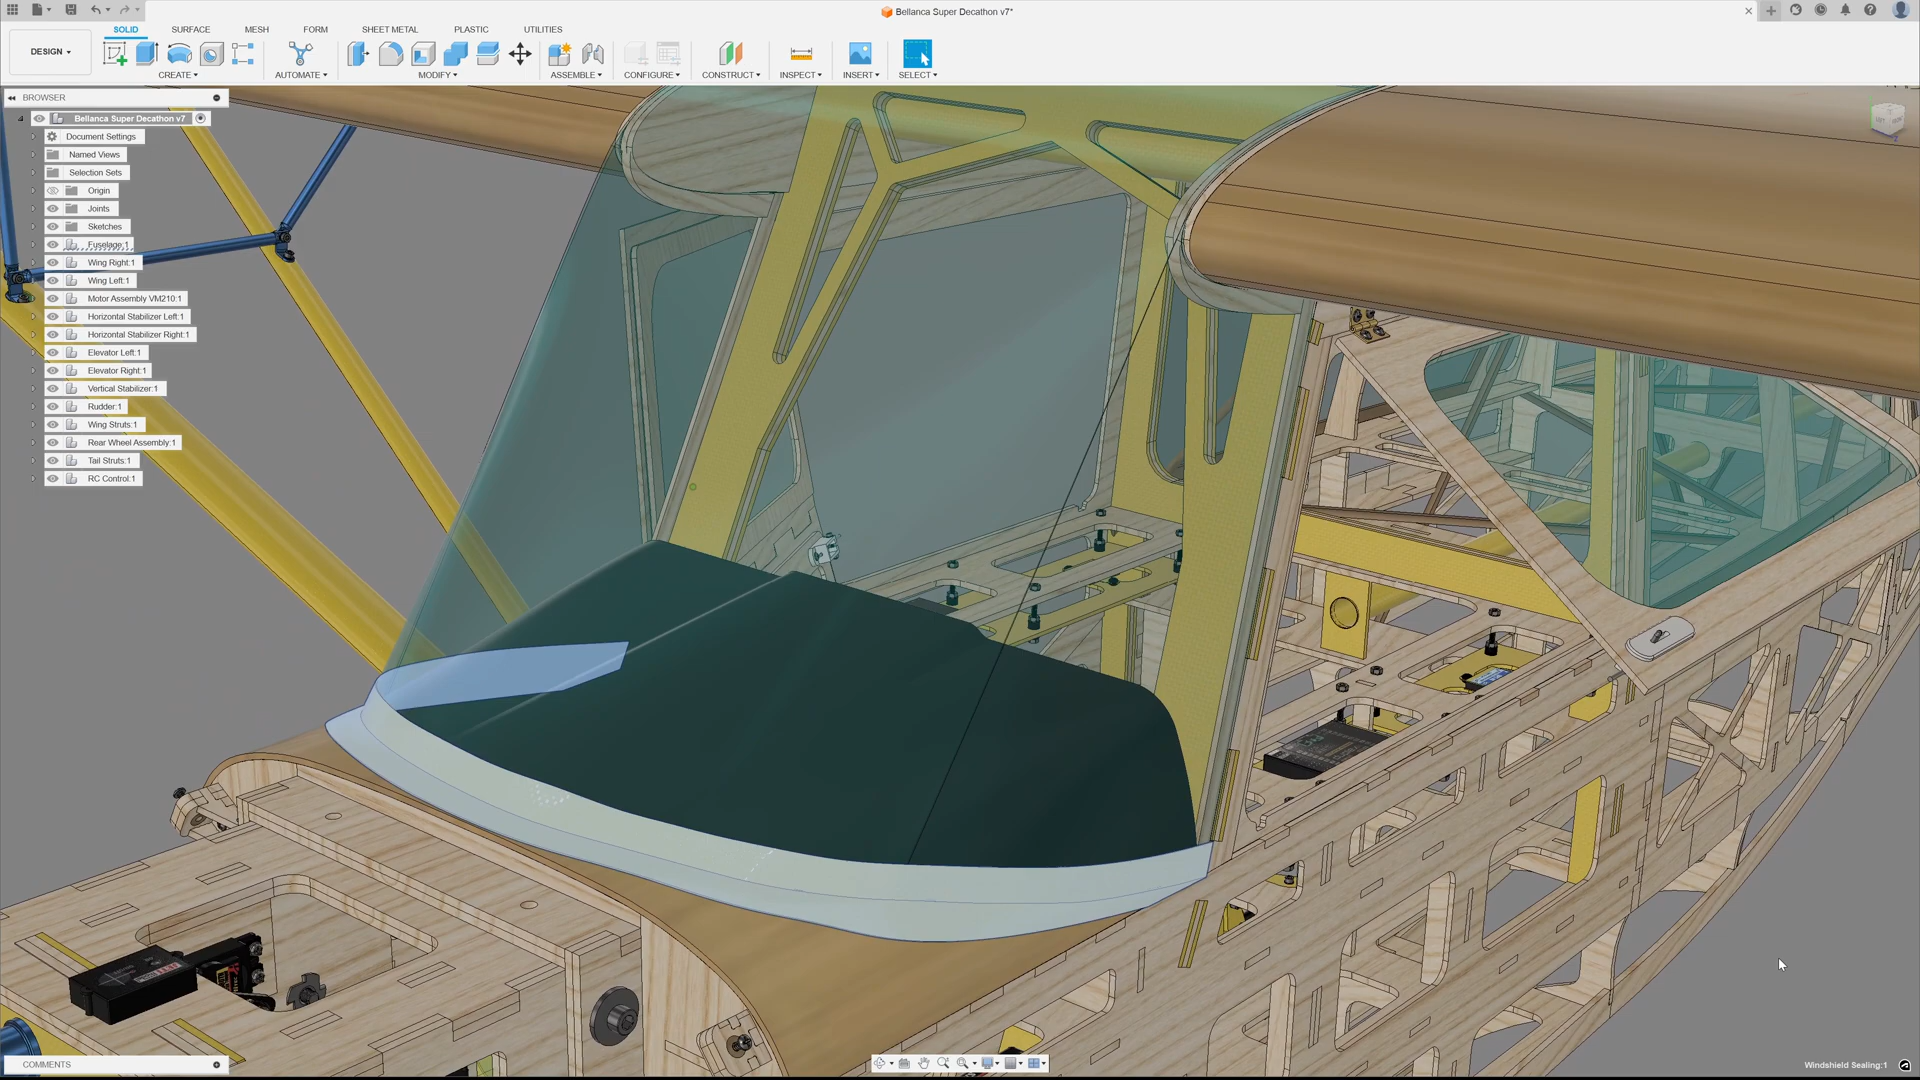 Bellanca Super Decathon v7*
SOLID
SURFACE
MESH
FORM
SHEET METAL
PLASTIC
UTILITIES
DESIGN
CREATE
AUTOMATE
MODIFY
ASSEMBLE
CONFIGURE
CONSTRUCT
INSPECT
INSERT
SELECT
BROWSER
Bellanca Super Decathon v7
Document Settings
Named Views
Selection Sets
Origin
Joints
Sketches
Fuselage:1
Wing Right:1
Wing Left:1
Motor Assembly VM210:1
Horizontal Stabilizer Left:1
Horizontal Stabilizer Right:1
Elevator Left:1
Elevator Right:1
Vertical Stabilizer:1
Rudder:1
Wing Struts:1
Rear Wheel Assembly:1
Tail Struts:1
RC Control:1
COMMENTS
Windshield Sealing:1